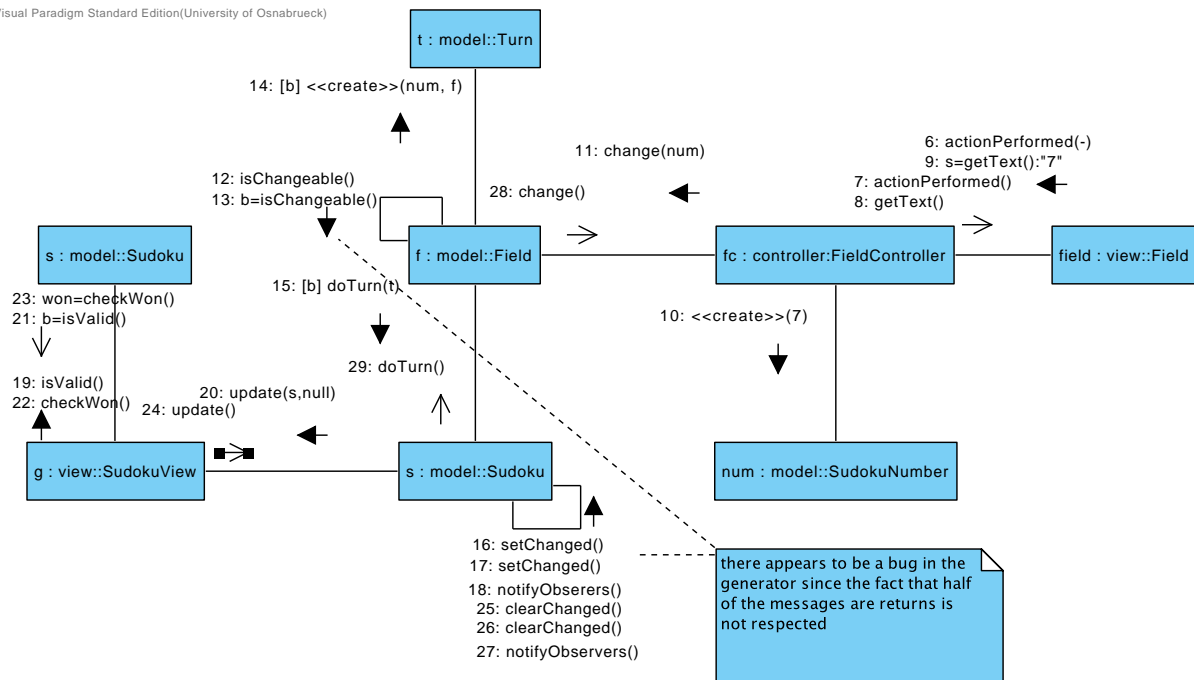 Visual Paradigm Standard Edition(University of Osnabrueck)
t : model::Turn
14: [b] <<create>>(num, f)
11: change(num)
6: actionPerformed(-)
9: s=getText():"7"
7: actionPerformed()
8: getText()
12: isChangeable()
13: b=isChangeable()
28: change()
s : model::Sudoku
f : model::Field
fc : controller:FieldController
field : view::Field
23: won=checkWon()
21: b=isValid()
15: [b] doTurn(t)
10: <<create>>(7)
29: doTurn()
19: isValid()
22: checkWon()
20: update(s,null)
24: update()
g : view::SudokuView
s : model::Sudoku
num : model::SudokuNumber
16: setChanged()
17: setChanged()
18: notifyObserers()
25: clearChanged()
26: clearChanged()
27: notifyObservers()
there appears to be a bug in the
generator since the fact that half
of the messages are returns is
not respected